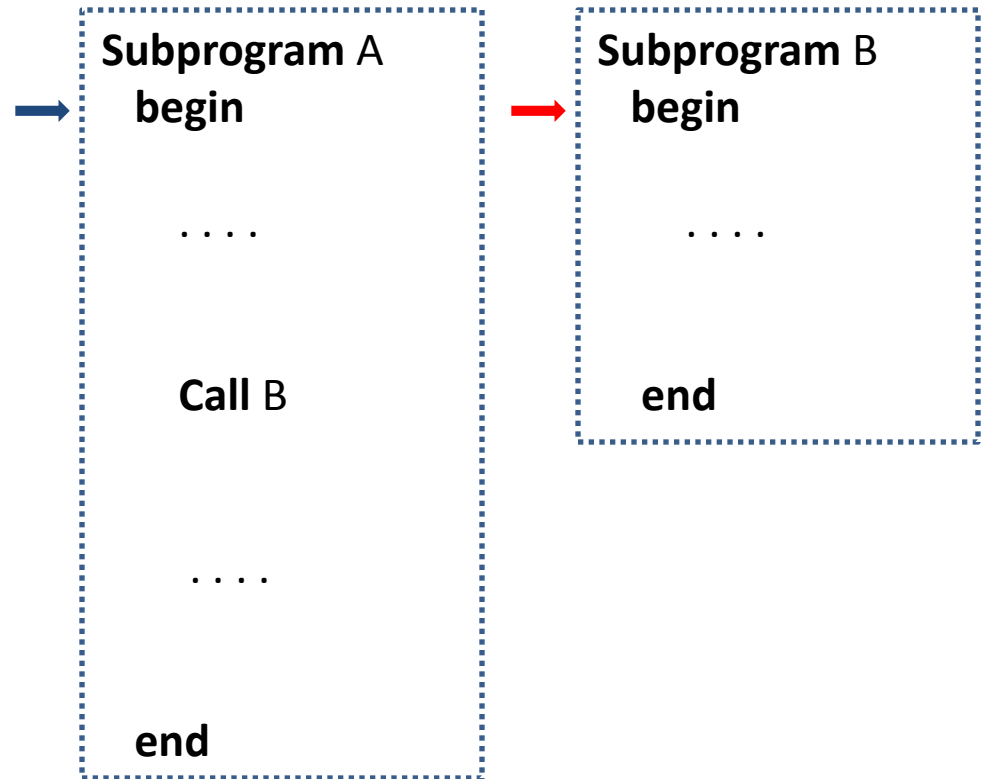 Subprogram A
begin
. . . .
Call B
. . . .
end
Subprogram B
begin
. . . .
end